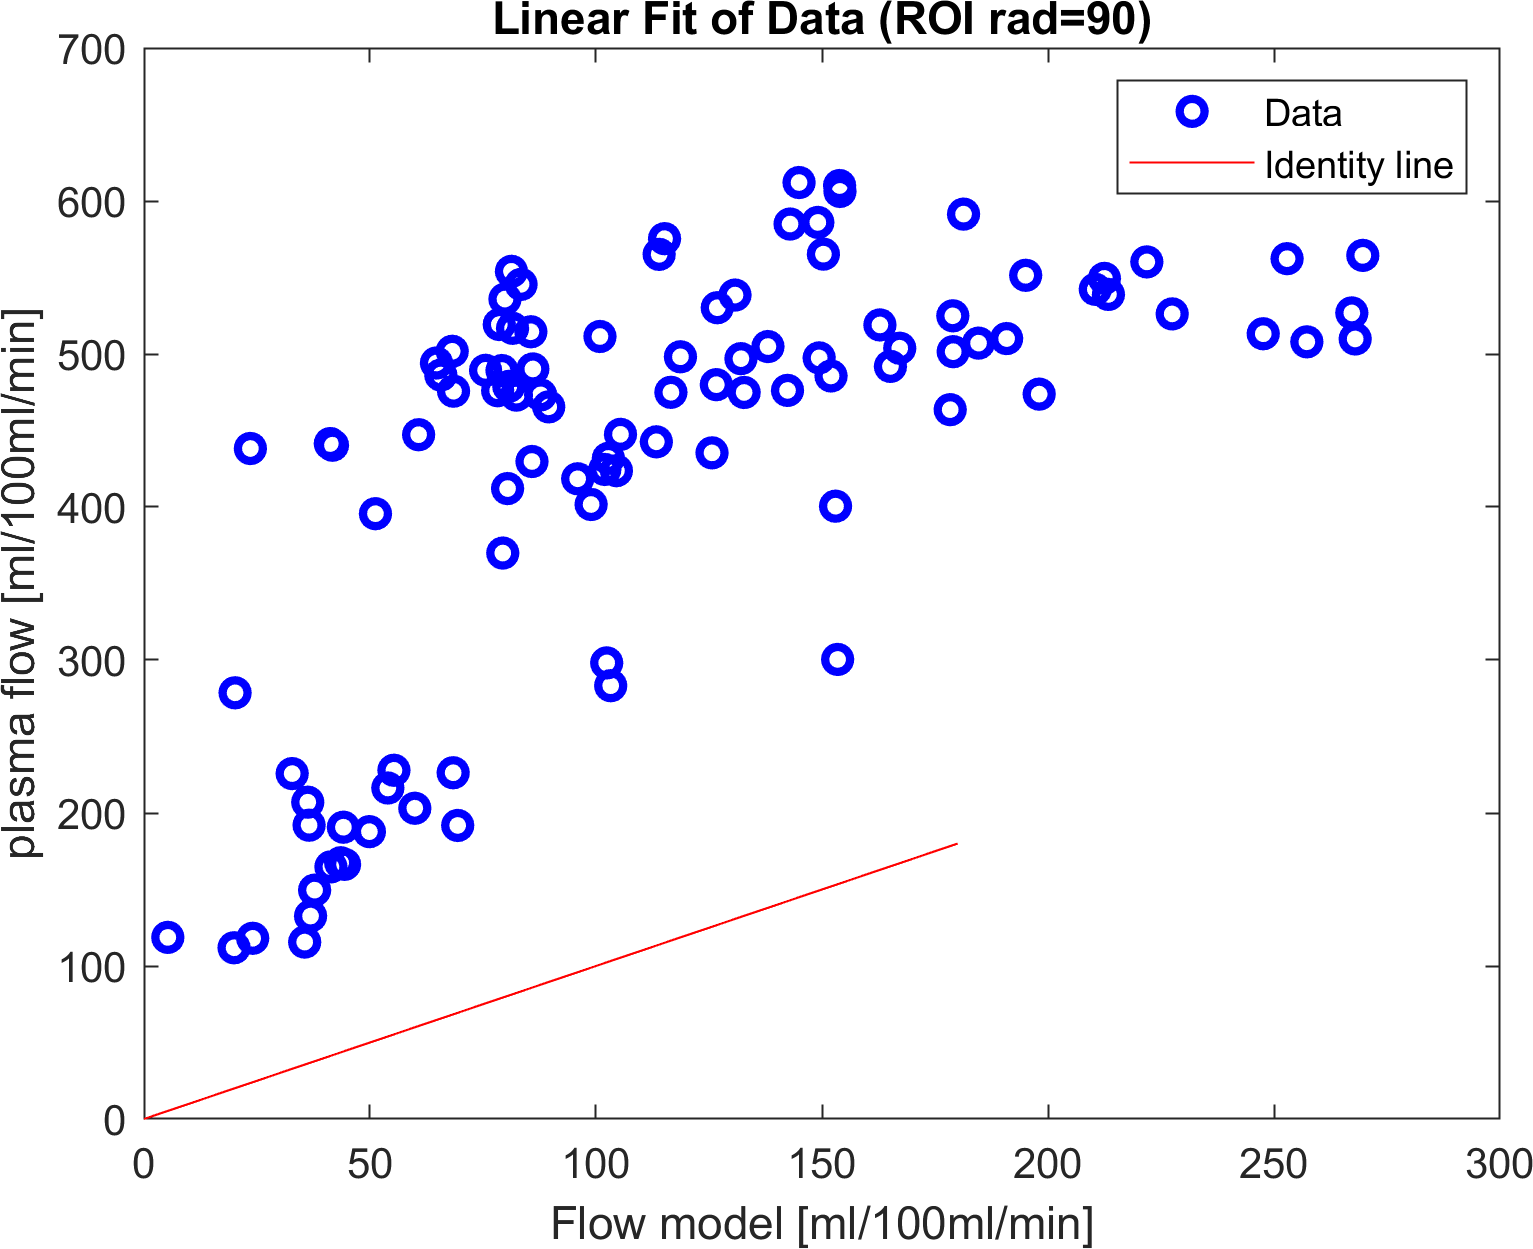 Linear Fit of Data (ROI rad=90)
700
600
500
400
300
200
100
0
plasma flow [ml/100ml/min]
Data
Identity line
0 50 100 150 200 250 300
Flow model [ml/100ml/min]